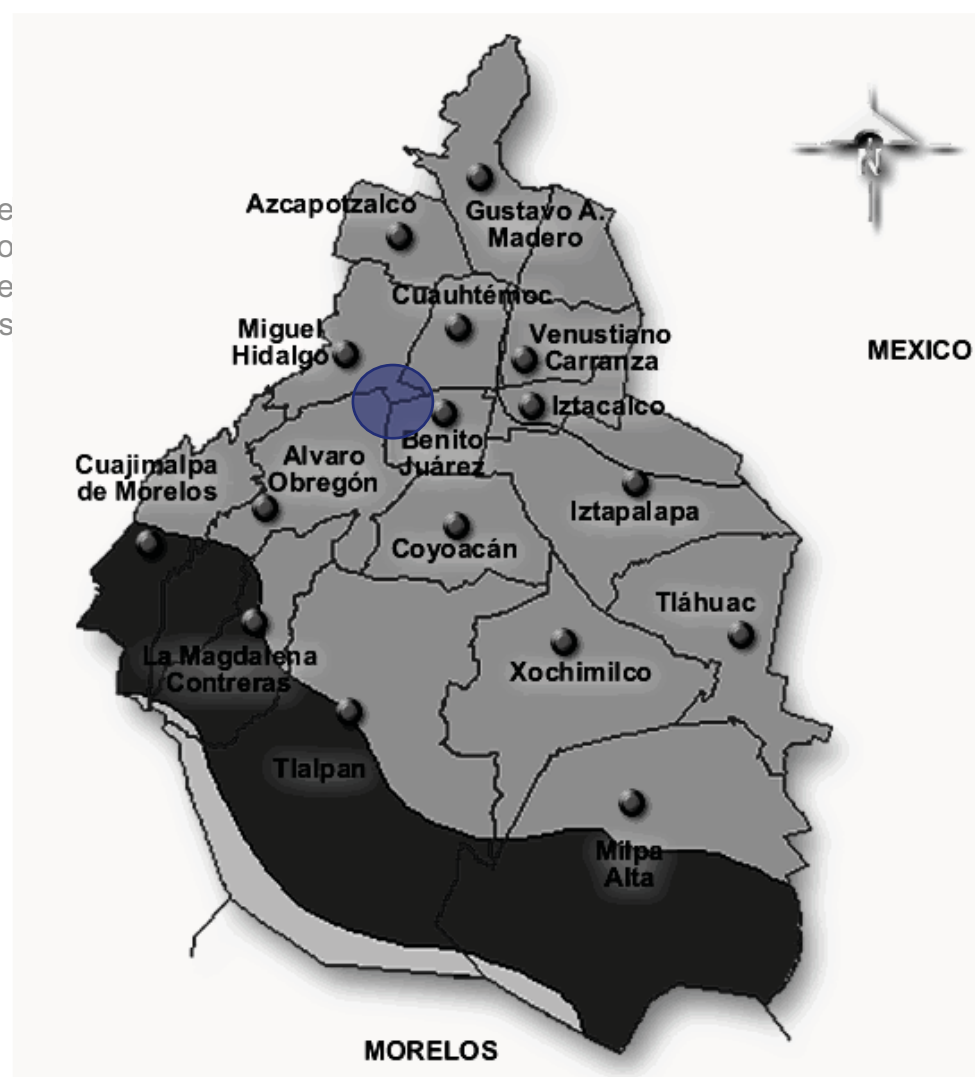 e
o
e
s
N
Azcapotzalco
Gustavo A.
Madero
Cuauhtémoc
Miguel
Hidalgo
Venustiano
Carranza
MEXICO
Iztacalco
Benito
Juárez
Alvaro
Obregón
Cuajimalpa
de Morelos
Iztapalapa
Coyoacán
Tláhuac
La Magdalena
Contreras
Xochimilco
Tlalpan
Milpa
Alta
MORELOS